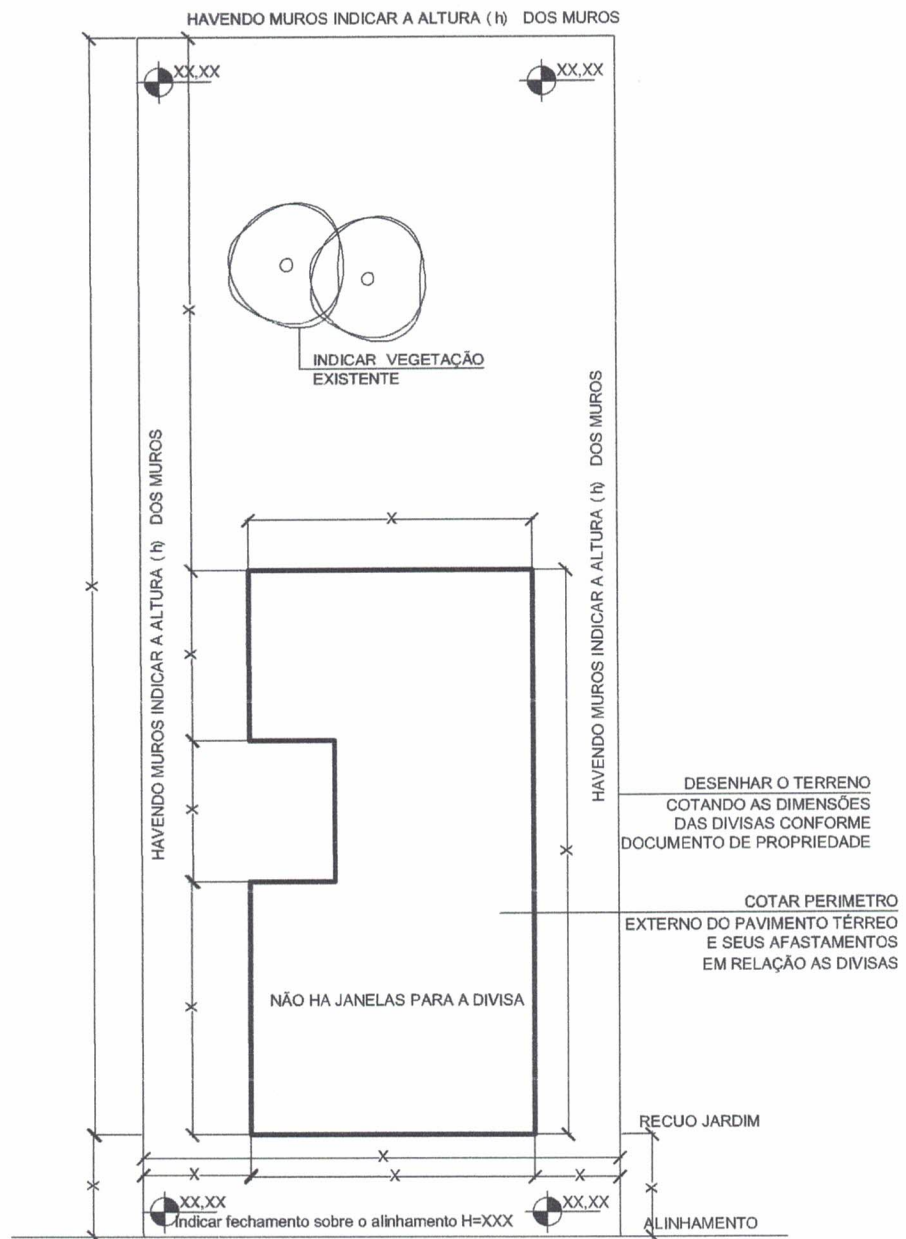 HAVENDO MUROS INDICAR A ALTURA (h) DOS MUROS
XX,XX
XX,XX
X
INDICAR VEGETAÇÃO
EXISTENTE
HAVENDO MUROS INDICAR A ALTURA (h) DOS MUROS
HAVENDO MUROS INDICAR A ALTURA (h) DOS MUROS
X
X
X
X
DESENHAR O TERRENO
COTANDO AS DIMENSÕES
DAS DIVISAS CONFORME
DOCUMENTO DE PROPRIEDADE
X
X
COTAR PERIMETRO
EXTERNO DO PAVIMENTO TÉRREO
E SEUS AFASTAMENTOS
EM RELAÇÃO AS DIVISAS
NÃO HA JANELAS PARA A DIVISA
X
RECUO JARDIM
X
X
X
X
X
X
XX,XX
XX,XX
Indicar fechamento sobre o alinhamento H=XXX
ALINHAMENTO